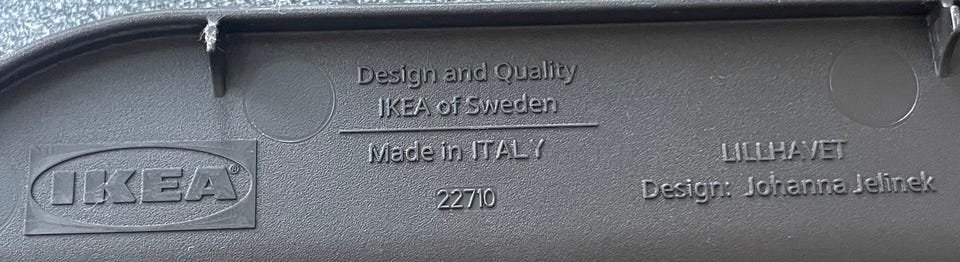 Design and Quality
IKEA of Sweden
Made in ITALY
22710
IKEA®
LILLHAVET
Design: Johanna Jelinek